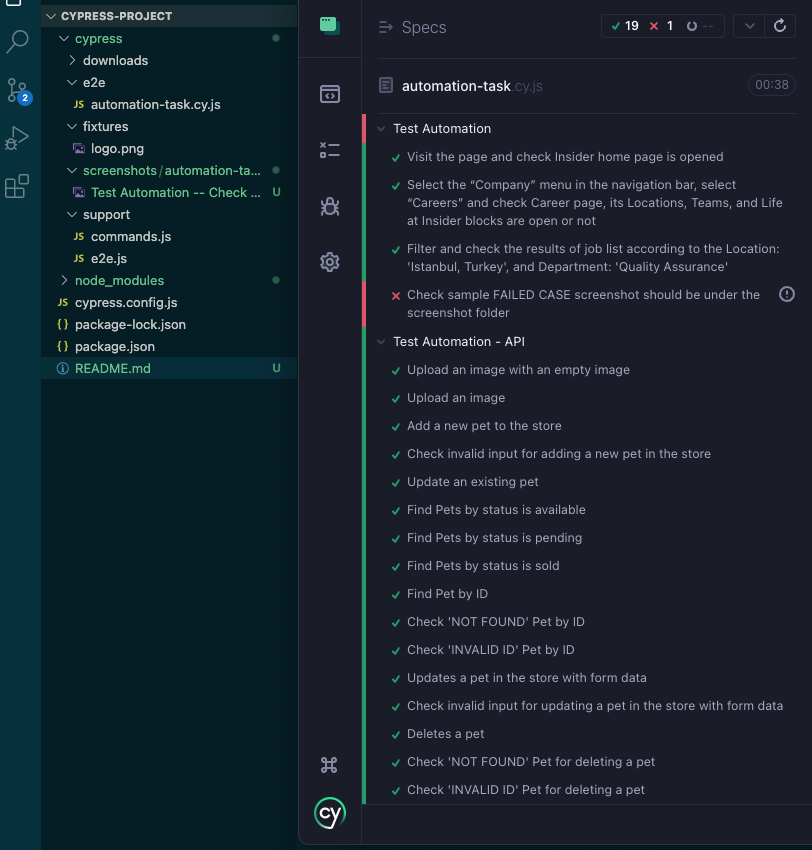 CYPRESS-PROJECT
cypress
downloads
e2e
JS automation-task.cy.js
fixtures
logo.png
screenshots/automation-ta...
Test Automation -- Check ... U
support
JS commands.js
JS e2e.js
node_modules
JS cypress.config.js
{} package-lock.json
{} package.json
README.md U
2
Specs
19 1 --
automation-task.cy.js 00:38
Test Automation
Visit the page and check Insider home page is opened
Select the “Company” menu in the navigation bar, select
“Careers” and check Career page, its Locations, Teams, and Life
at Insider blocks are open or not
Filter and check the results of job list according to the Location:
'Istanbul, Turkey', and Department: 'Quality Assurance'
Check sample FAILED CASE screenshot should be under the
screenshot folder
Test Automation - API
Upload an image with an empty image
Upload an image
Add a new pet to the store
Check invalid input for adding a new pet in the store
Update an existing pet
Find Pets by status is available
Find Pets by status is pending
Find Pets by status is sold
Find Pet by ID
Check 'NOT FOUND' Pet by ID
Check 'INVALID ID' Pet by ID
Updates a pet in the store with form data
Check invalid input for updating a pet in the store with form data
Deletes a pet
Check 'NOT FOUND' Pet for deleting a pet
Check 'INVALID ID' Pet for deleting a pet
cy